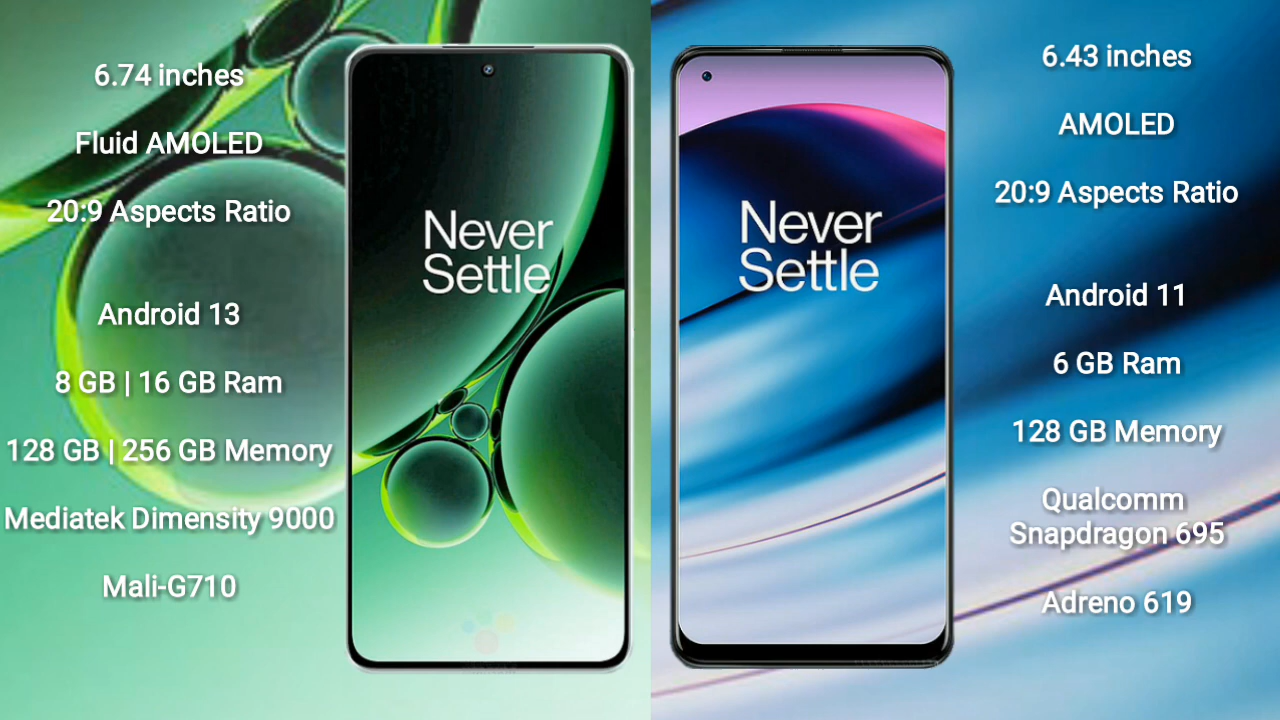 6.74 inches
Fluid AMOLED
20:9 Aspects Ratio
Android 13
8 GB | 16 GB Ram
128 GB | 256 GB Memory
Mediatek Dimensity 9000
Mali-G710
Never
Settle
Never
Settle
6.43 inches
AMOLED
20:9 Aspects Ratio
Android 11
6 GB Ram
128 GB Memory
Qualcomm
Snapdragon 695
Adreno 619